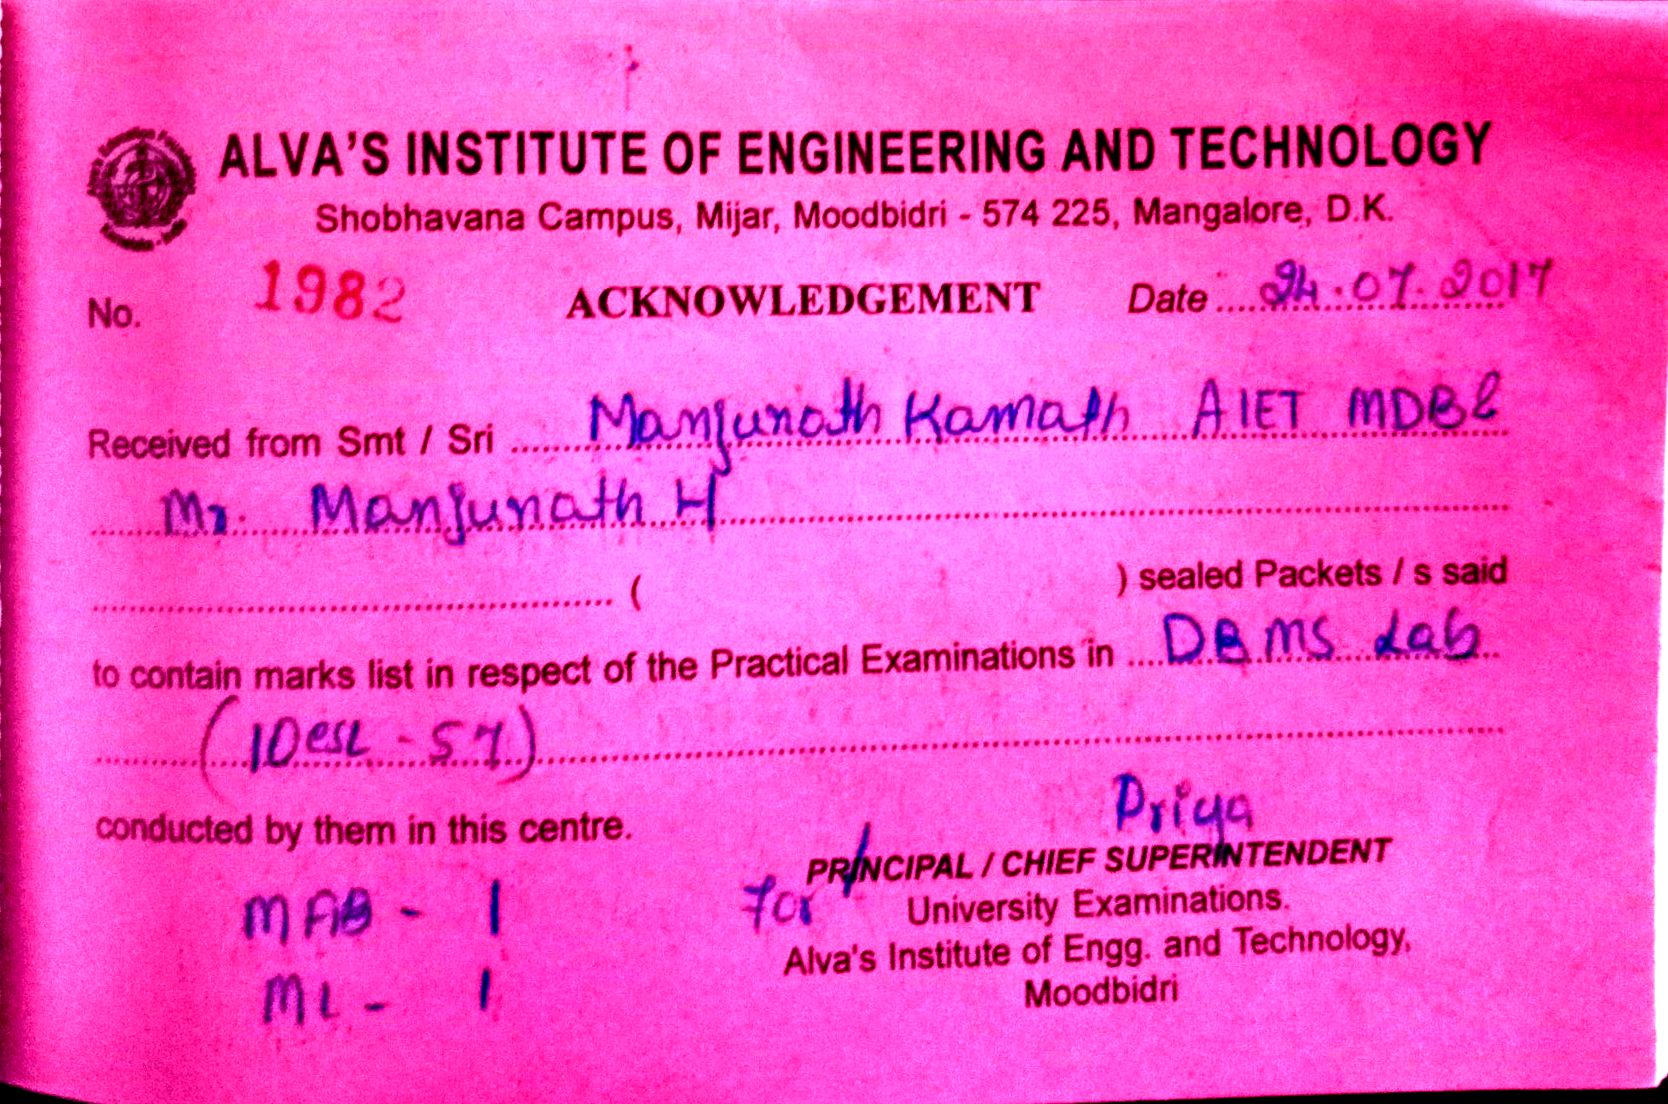 ALVA'S INSTITUTE OF ENGINEERING AND TECHNOLOGY
Shobhavana Campus, Mijar, Moodbidri - 574 225, Mangalore, D.K.
No. 1982 ACKNOWLEDGEMENT Date 24.07.2017
Received from Smt / Sri Manjunath Kamath AIET MDB &
Mr. Manjunath H
( ) sealed Packets / s said
to contain marks list in respect of the Practical Examinations in DBMS Lab
(10CSL - 57)
conducted by them in this centre.
Priya
PRINCIPAL / CHIEF SUPERINTENDENT
MAB - 1 For University Examinations.
Alva's Institute of Engg. and Technology,
ML - 1 Moodbidri